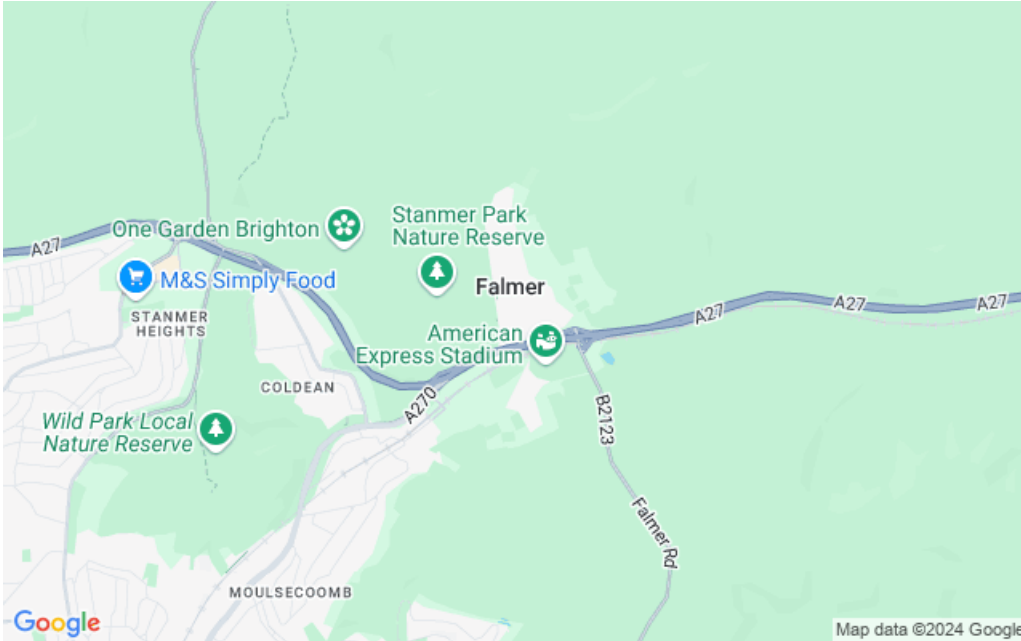 Stanmer Park
Nature Reserve
One Garden Brighton
A27
M&S Simply Food
Falmer
A27
A27
A27
STANMER
HEIGHTS
American
Express Stadium
COLDEAN
A270
B2123
Wild Park Local
Nature Reserve
Falmer Rd
MOULSECOOMB
Google
Map data ©2024 Google